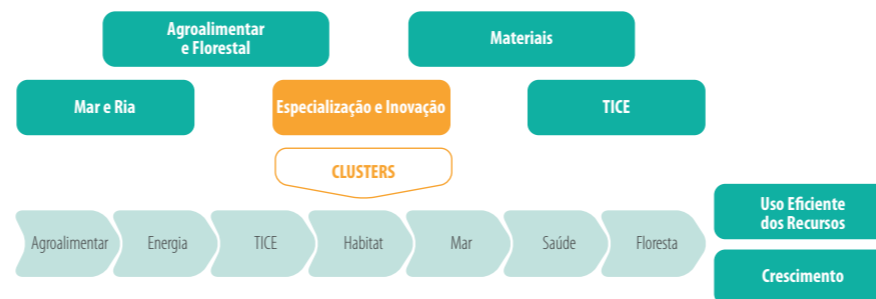 Agroalimentar
e Florestal
Materiais
Mar e Ria
Especialização e Inovação
TICE
CLUSTERS
Agroalimentar
Energia
TICE
Habitat
Mar
Saúde
Floresta
Uso Eficiente
dos Recursos
Crescimento